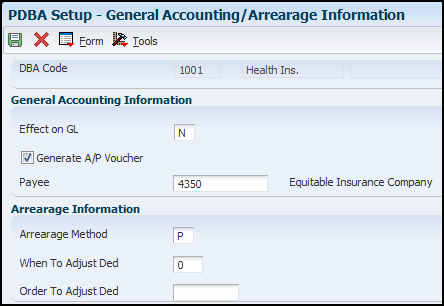 PDBA Setup - General Accounting/Arrearage Information
Form Tools
DBA Code 1001 Health Ins.
General Accounting Information
Effect on GL N
Generate A/P Voucher
Payee 4350 Equitable Insurance Company
Arrearage Information
Arrearage Method P
When To Adjust Ded 0
Order To Adjust Ded